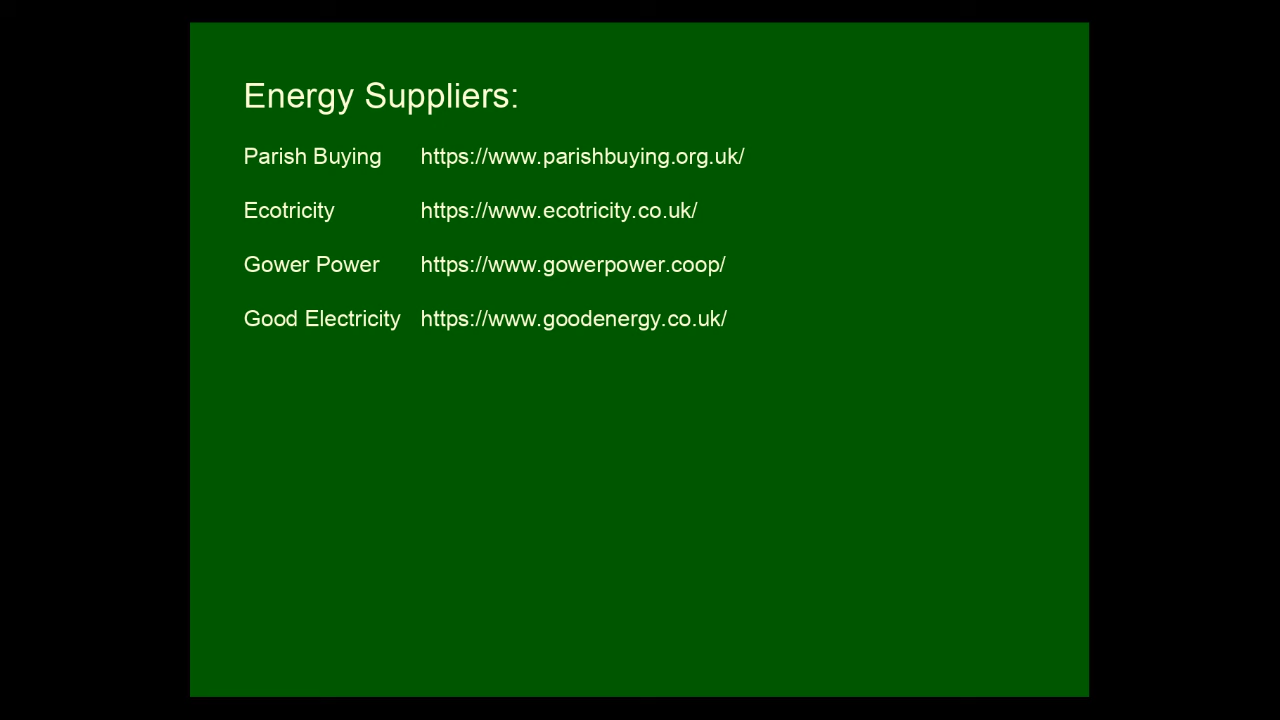 Energy Suppliers:
Parish Buying https://www.parishbuying.org.uk/
Ecotricity https://www.ecotricity.co.uk/
Gower Power https://www.gowerpower.coop/
Good Electricity https://www.goodenergy.co.uk/